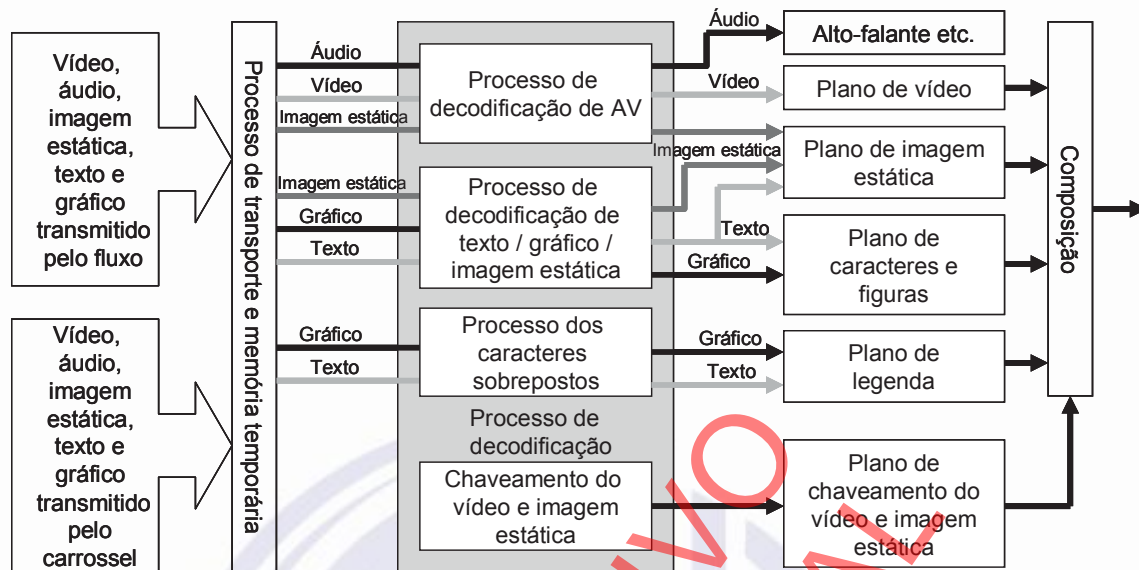 Vídeo,
áudio,
imagem
estática,
texto e
gráfico
transmitido
pelo fluxo
Vídeo,
áudio,
imagem
estática,
texto e
gráfico
transmitido
pelo
carrossel
Processo de transporte e memória temporária
Áudio
Vídeo
Imagem estática
Imagem estática
Gráfico
Texto
Gráfico
Texto
Processo de
decodificação de AV
Processo de
decodificação de
texto / gráfico /
imagem estática
Processo dos
caracteres
sobrepostos
Processo de
decodificação
Chaveamento do
vídeo e imagem
estática
Áudio
Vídeo
Imagem estática
Texto
Gráfico
Gráfico
Texto
Alto-falante etc.
Plano de vídeo
Plano de imagem
estática
Plano de
caracteres e
figuras
Plano de
legenda
Plano de
chaveamento do
vídeo e imagem
estática
Composição